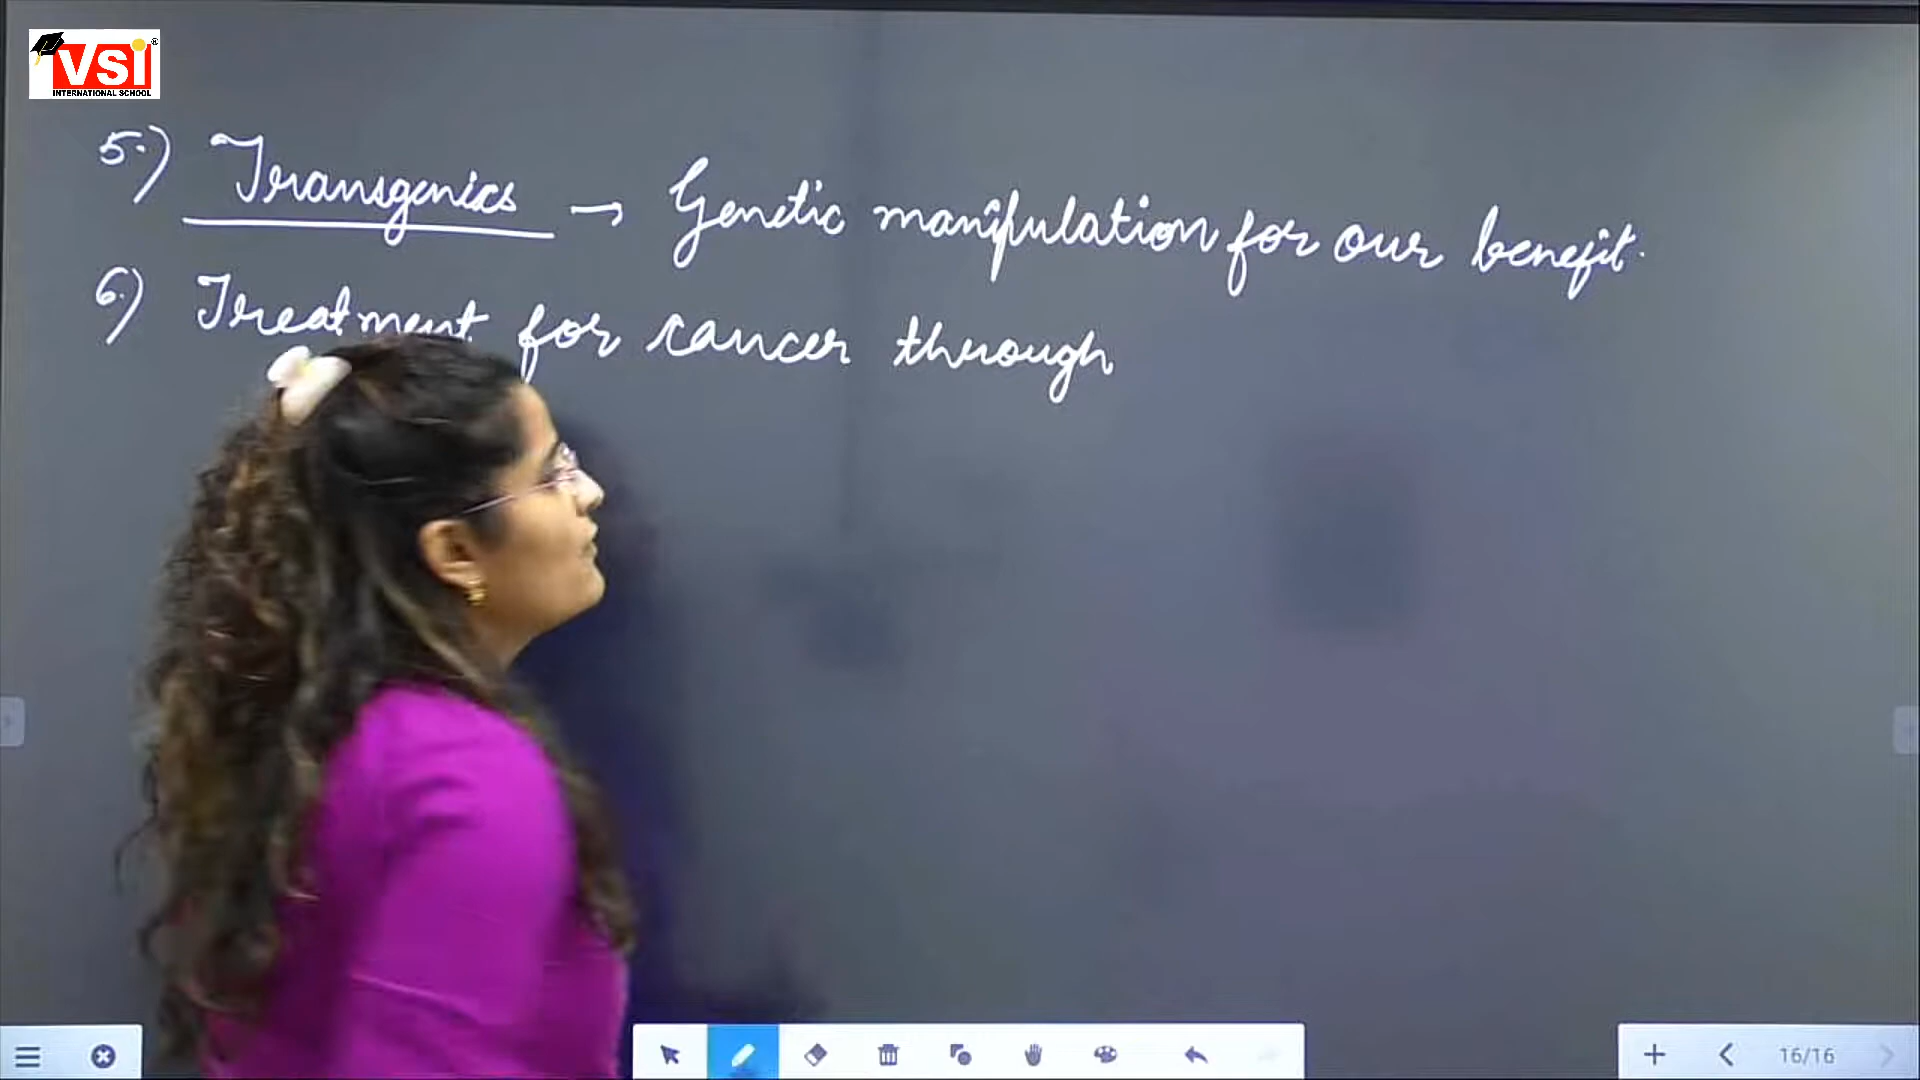 VSI
INTERNATIONAL SCHOOL
5.) Transgenics → Genetic manipulation for our benefit.
6.) Treatment for cancer through
16/16